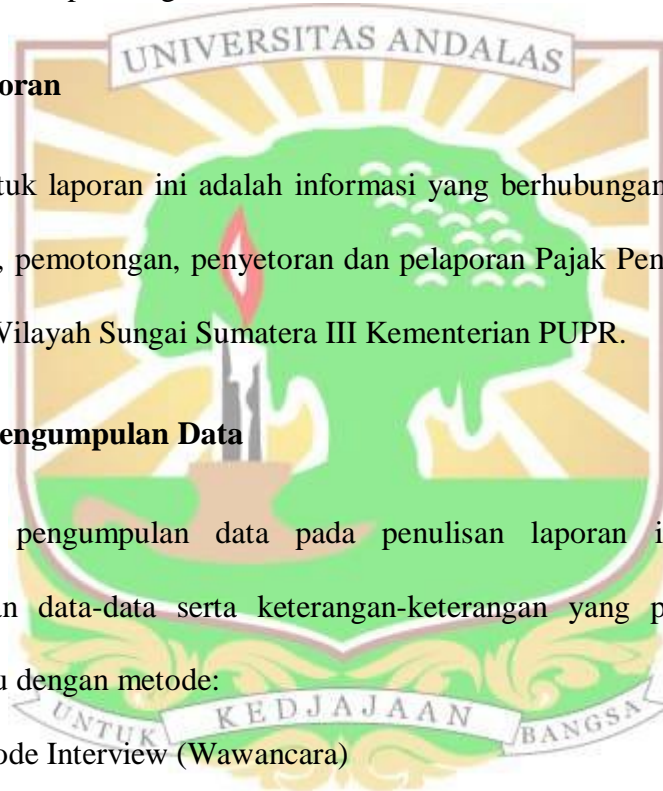 UNIVERSITAS ANDALAS
oran
tuk laporan ini adalah informasi yang berhubungan
, pemotongan, penyetoran dan pelaporan Pajak Pen
Wilayah Sungai Sumatera III Kementerian PUPR.
engumpulan Data
pengumpulan data pada penulisan laporan i
an data-data serta keterangan-keterangan yang p
u dengan metode:
UNTUK KEDJAJAAN BANGSA
ode Interview (Wawancara)